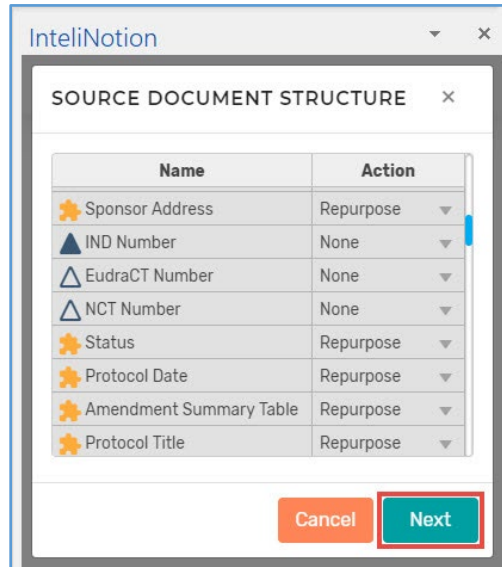 InteliNotion
SOURCE DOCUMENT STRUCTURE
Name Action
Sponsor Address Repurpose
IND Number None
EudraCT Number None
NCT Number None
Status Repurpose
Protocol Date Repurpose
Amendment Summary Table Repurpose
Protocol Title Repurpose
Cancel Next